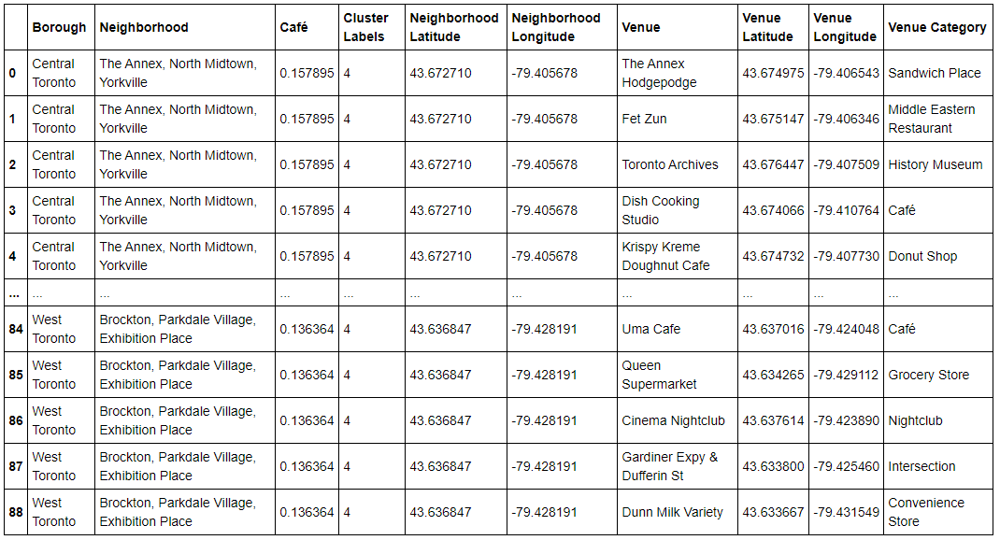 Borough Neighborhood Café Cluster Labels Neighborhood Latitude Neighborhood Longitude Venue Venue Latitude Venue Longitude Venue Category
0 Central Toronto The Annex, North Midtown, Yorkville 0.157895 4 43.672710 -79.405678 The Annex Hodgepodge 43.674975 -79.406543 Sandwich Place
1 Central Toronto The Annex, North Midtown, Yorkville 0.157895 4 43.672710 -79.405678 Fet Zun 43.675147 -79.406346 Middle Eastern Restaurant
2 Central Toronto The Annex, North Midtown, Yorkville 0.157895 4 43.672710 -79.405678 Toronto Archives 43.676447 -79.407509 History Museum
3 Central Toronto The Annex, North Midtown, Yorkville 0.157895 4 43.672710 -79.405678 Dish Cooking Studio 43.674066 -79.410764 Café
4 Central Toronto The Annex, North Midtown, Yorkville 0.157895 4 43.672710 -79.405678 Krispy Kreme Doughnut Cafe 43.674732 -79.407730 Donut Shop
... ... ... ... ... ... ... ... ... ... ...
84 West Toronto Brockton, Parkdale Village, Exhibition Place 0.136364 4 43.636847 -79.428191 Uma Cafe 43.637016 -79.424048 Café
85 West Toronto Brockton, Parkdale Village, Exhibition Place 0.136364 4 43.636847 -79.428191 Queen Supermarket 43.634265 -79.429112 Grocery Store
86 West Toronto Brockton, Parkdale Village, Exhibition Place 0.136364 4 43.636847 -79.428191 Cinema Nightclub 43.637614 -79.423890 Nightclub
87 West Toronto Brockton, Parkdale Village, Exhibition Place 0.136364 4 43.636847 -79.428191 Gardiner Expy & Dufferin St 43.633800 -79.425460 Intersection
88 West Toronto Brockton, Parkdale Village, Exhibition Place 0.136364 4 43.636847 -79.428191 Dunn Milk Variety 43.633667 -79.431549 Convenience Store